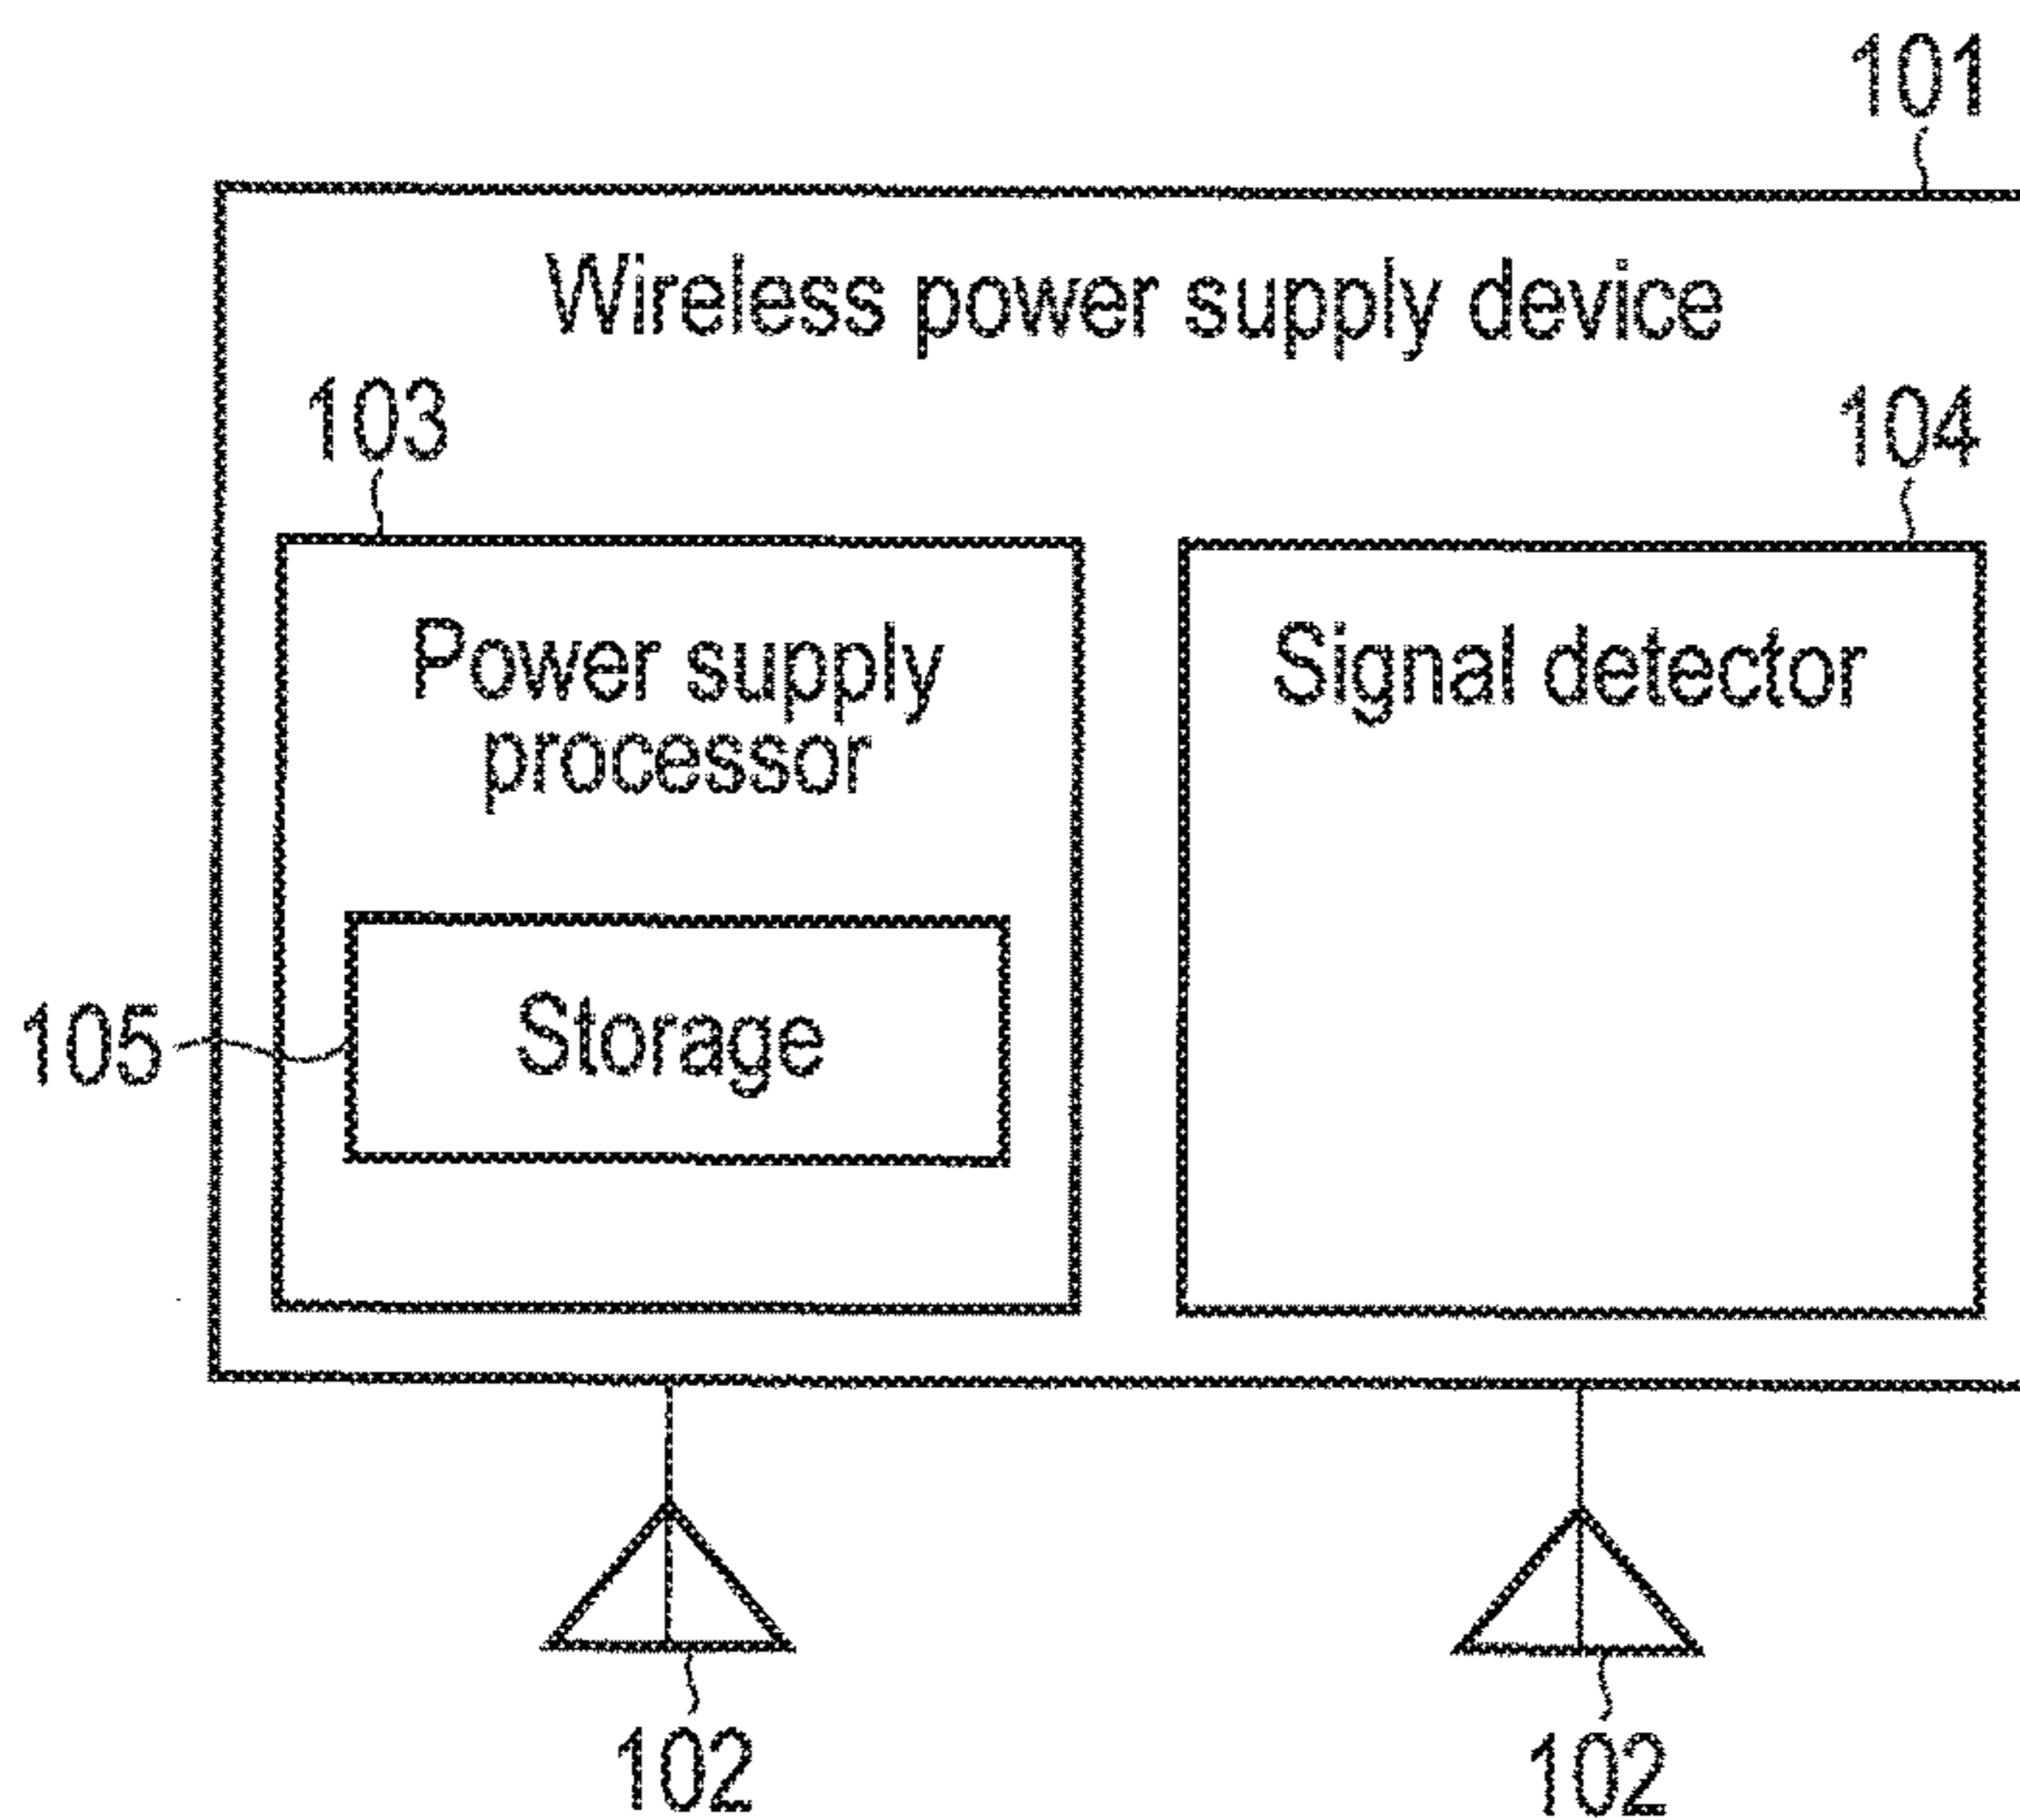 101
Wireless power supply device
103
104
Power supply
processor
Signal detector
105
Storage
102
102